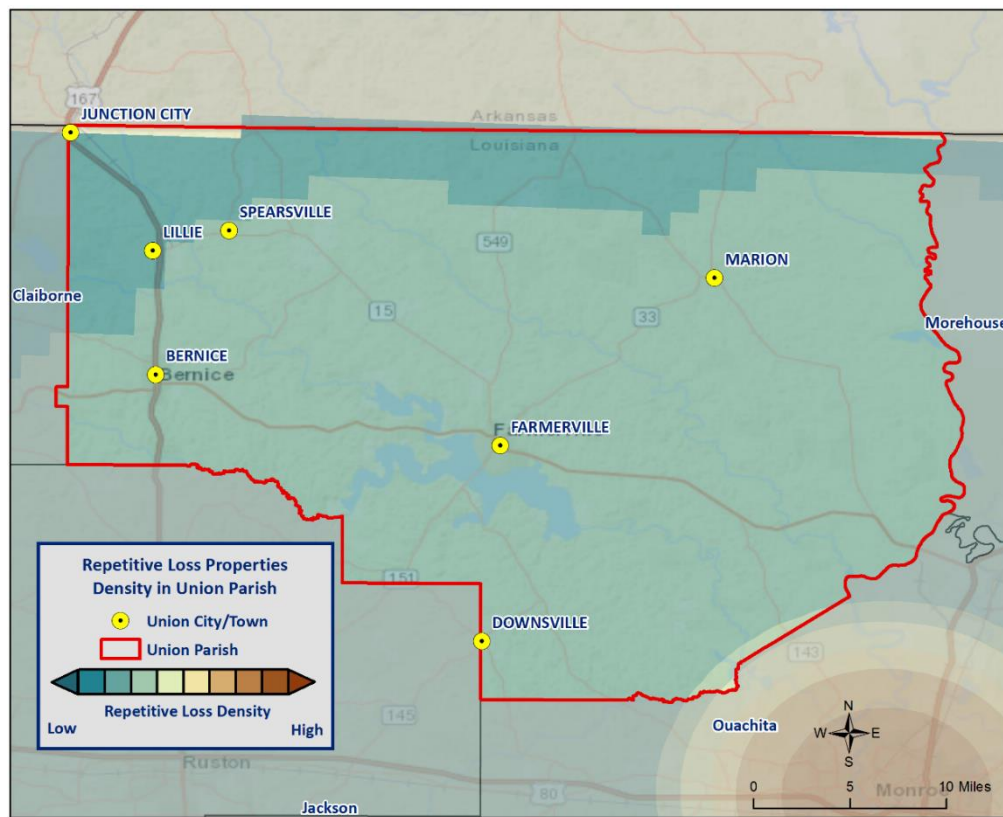 167
JUNCTION CITY
Arkansas
Louisiana
SPEARSVILLE
LILLIE
549
MARION
Claiborne
15
33
Morehouse
BERNICE
Bernice
FARMERVILLE
151
DOWNSVILLE
143
145
Ouachita
Ruston
80
Monroe
Jackson
Repetitive Loss Properties
Density in Union Parish
Union City/Town
Union Parish
Repetitive Loss Density
Low High
N
W E
S
0 5 10 Miles